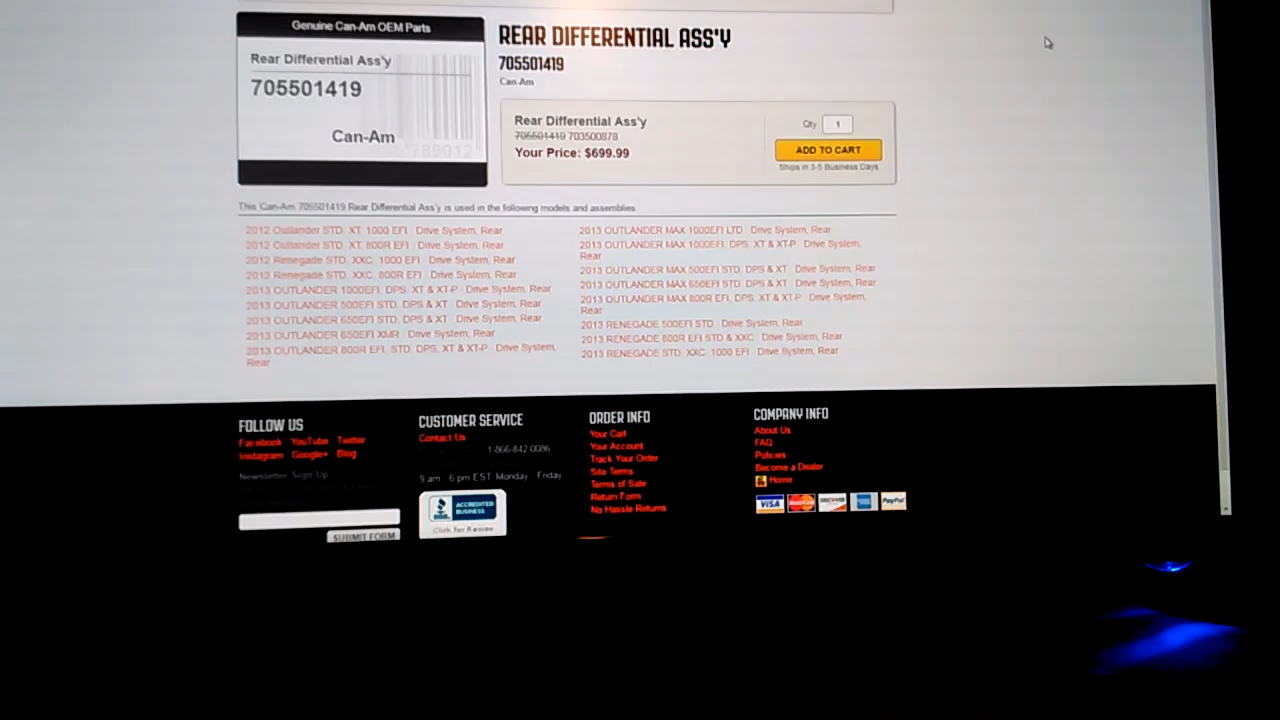 Genuine Can-Am OEM Parts
Rear Differential Ass'y
705501419
Can-Am
789012
REAR DIFFERENTIAL ASS'Y
705501419
Can-Am
Rear Differential Ass'y
705501419 703500878
Your Price: $699.99
Qty 1
ADD TO CART
Ships in 3-5 Business Days
This Can-Am 705501419 Rear Differential Ass'y is used in the following models and assemblies.
2012 Outlander STD, XT, 1000 EFI - Drive System, Rear
2012 Outlander STD, XT, 800R EFI - Drive System, Rear
2012 Renegade STD, XXC, 1000 EFI - Drive System, Rear
2012 Renegade STD, XXC, 800R EFI - Drive System, Rear
2013 OUTLANDER 1000EFI, DPS, XT & XT-P - Drive System, Rear
2013 OUTLANDER 500EFI STD, DPS & XT - Drive System, Rear
2013 OUTLANDER 650EFI STD, DPS & XT - Drive System, Rear
2013 OUTLANDER 650EFI XMR - Drive System, Rear
2013 OUTLANDER 800R EFI, STD, DPS, XT & XT-P - Drive System,
Rear
2013 OUTLANDER MAX 1000EFI LTD - Drive System, Rear
2013 OUTLANDER MAX 1000EFI, DPS, XT & XT-P - Drive System,
Rear
2013 OUTLANDER MAX 500EFI STD, DPS & XT - Drive System, Rear
2013 OUTLANDER MAX 650EFI STD, DPS & XT - Drive System, Rear
2013 OUTLANDER MAX 800R EFI, DPS, XT & XT-P - Drive System,
Rear
2013 RENEGADE 500EFI STD - Drive System, Rear
2013 RENEGADE 800R EFI STD & XXC - Drive System, Rear
2013 RENEGADE STD, XXC, 1000 EFI - Drive System, Rear
FOLLOW US
Facebook YouTube Twitter
Instagram Google+ Blog
Newsletter Sign Up
SUBMIT FORM
CUSTOMER SERVICE
Contact Us
1-866-842-0086
9 am - 6 pm EST Monday - Friday
BBB
ACCREDITED
BUSINESS
Click for Review
ORDER INFO
Your Cart
Your Account
Track Your Order
Site Terms
Terms of Sale
Return Form
No Hassle Returns
COMPANY INFO
About Us
FAQ
Policies
Become a Dealer
Home
VISA MasterCard DISCOVER PayPal